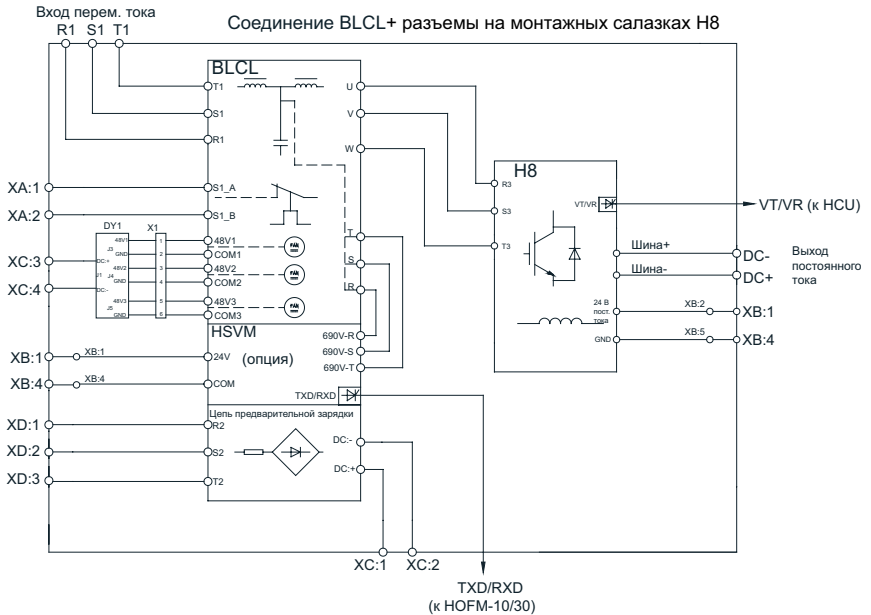 Соединение BLCL+ разъемы на монтажных салазках H8
Вход перем. тока
R1 S1 T1
BLCL
T1
S1
R1
U
V
W
XA:1
S1_A
XA:2
S1_B
DY1
X1
48V1
J3
GND
DC:+
48V2
J1
J4
GND
DC:-
48V3
J5
GND
1
2
3
4
5
6
XC:3
XC:4
48V1
COM1
48V2
COM2
48V3
COM3
FAN
FAN
FAN
T
S
R
HSVM
(опция)
690V-R
690V-S
690V-T
XB:1
XB:1
24V
XB:4
XB:4
COM
TXD/RXD
Цепь предварительной зарядки
XD:1
R2
XD:2
S2
XD:3
T2
DC:-
DC:+
H8
R3
S3
T3
VT/VR
VT/VR (к HCU)
Шина+
DC-
Шина-
DC+
Выход
постоянного
тока
24 В
пост.
тока
XB:2
XB:1
GND
XB:5
XB:4
XC:1
XC:2
TXD/RXD
(к HOFM-10/30)